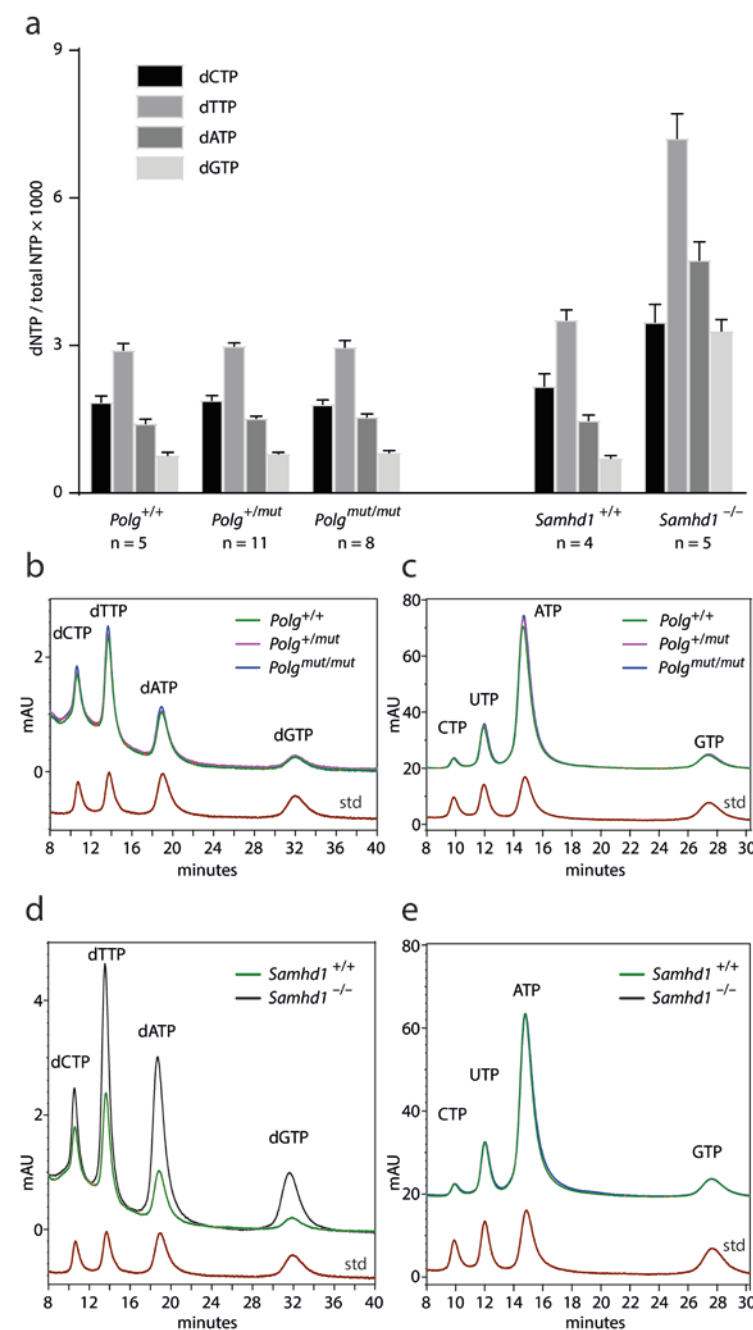 a
9
6
3
0
dNTP / total NTP × 1000
dCTP
dTTP
dATP
dGTP
Polg+/+
n = 5
Polg+/mut
n = 11
Polgmut/mut
n = 8
Samhd1 +/+
n = 4
Samhd1 −/−
n = 5
b
dTTP
dCTP
dATP
dGTP
Polg+/+
Polg+/mut
Polgmut/mut
2
0
mAU
std
8 12 16 20 24 28 32 36 40
minutes
c
80
60
40
20
0
mAU
ATP
UTP
CTP
GTP
Polg+/+
Polg+/mut
Polgmut/mut
std
8 10 12 14 16 18 20 22 24 26 28 30
minutes
d
dTTP
dATP
dCTP
dGTP
Samhd1 +/+
Samhd1 −/−
4
2
0
mAU
std
8 12 16 20 24 28 32 36 40
minutes
e
80
60
40
20
0
mAU
ATP
UTP
CTP
GTP
Samhd1 +/+
Samhd1 −/−
std
8 10 12 14 16 18 20 22 24 26 28 30
minutes